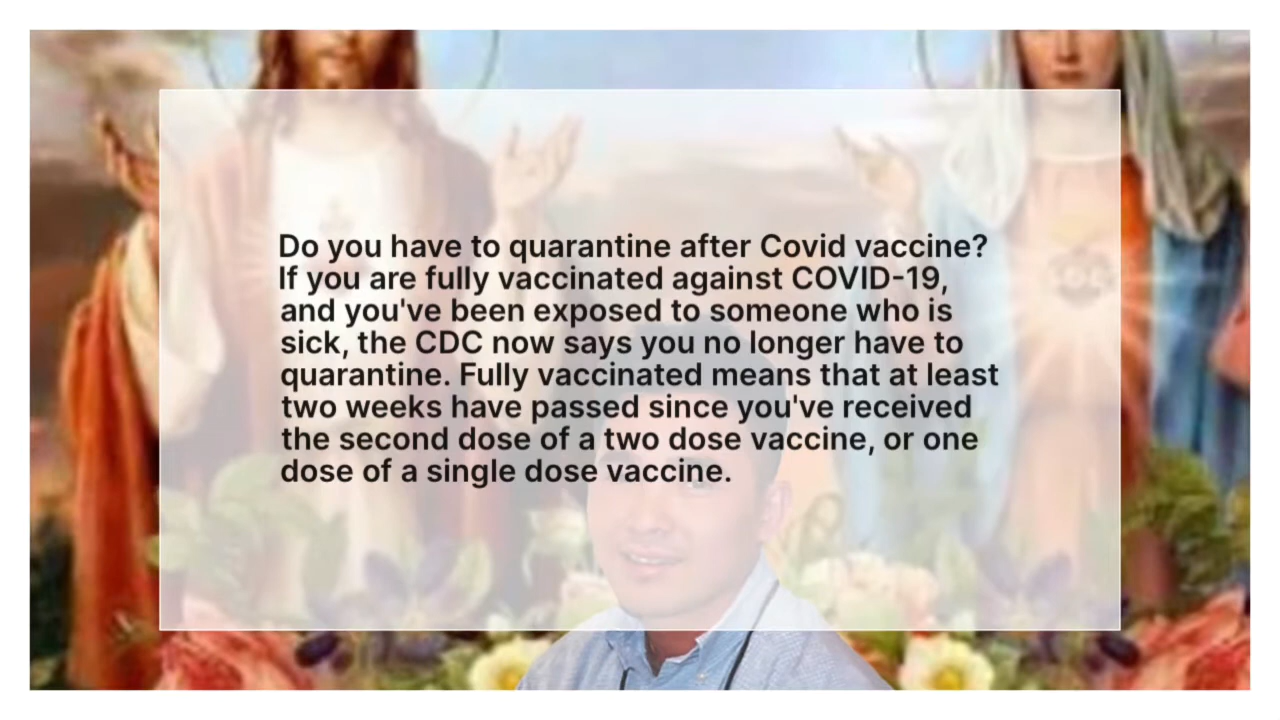 Do you have to quarantine after Covid vaccine?
If you are fully vaccinated against COVID-19,
and you've been exposed to someone who is
sick, the CDC now says you no longer have to
quarantine. Fully vaccinated means that at least
two weeks have passed since you've received
the second dose of a two dose vaccine, or one
dose of a single dose vaccine.